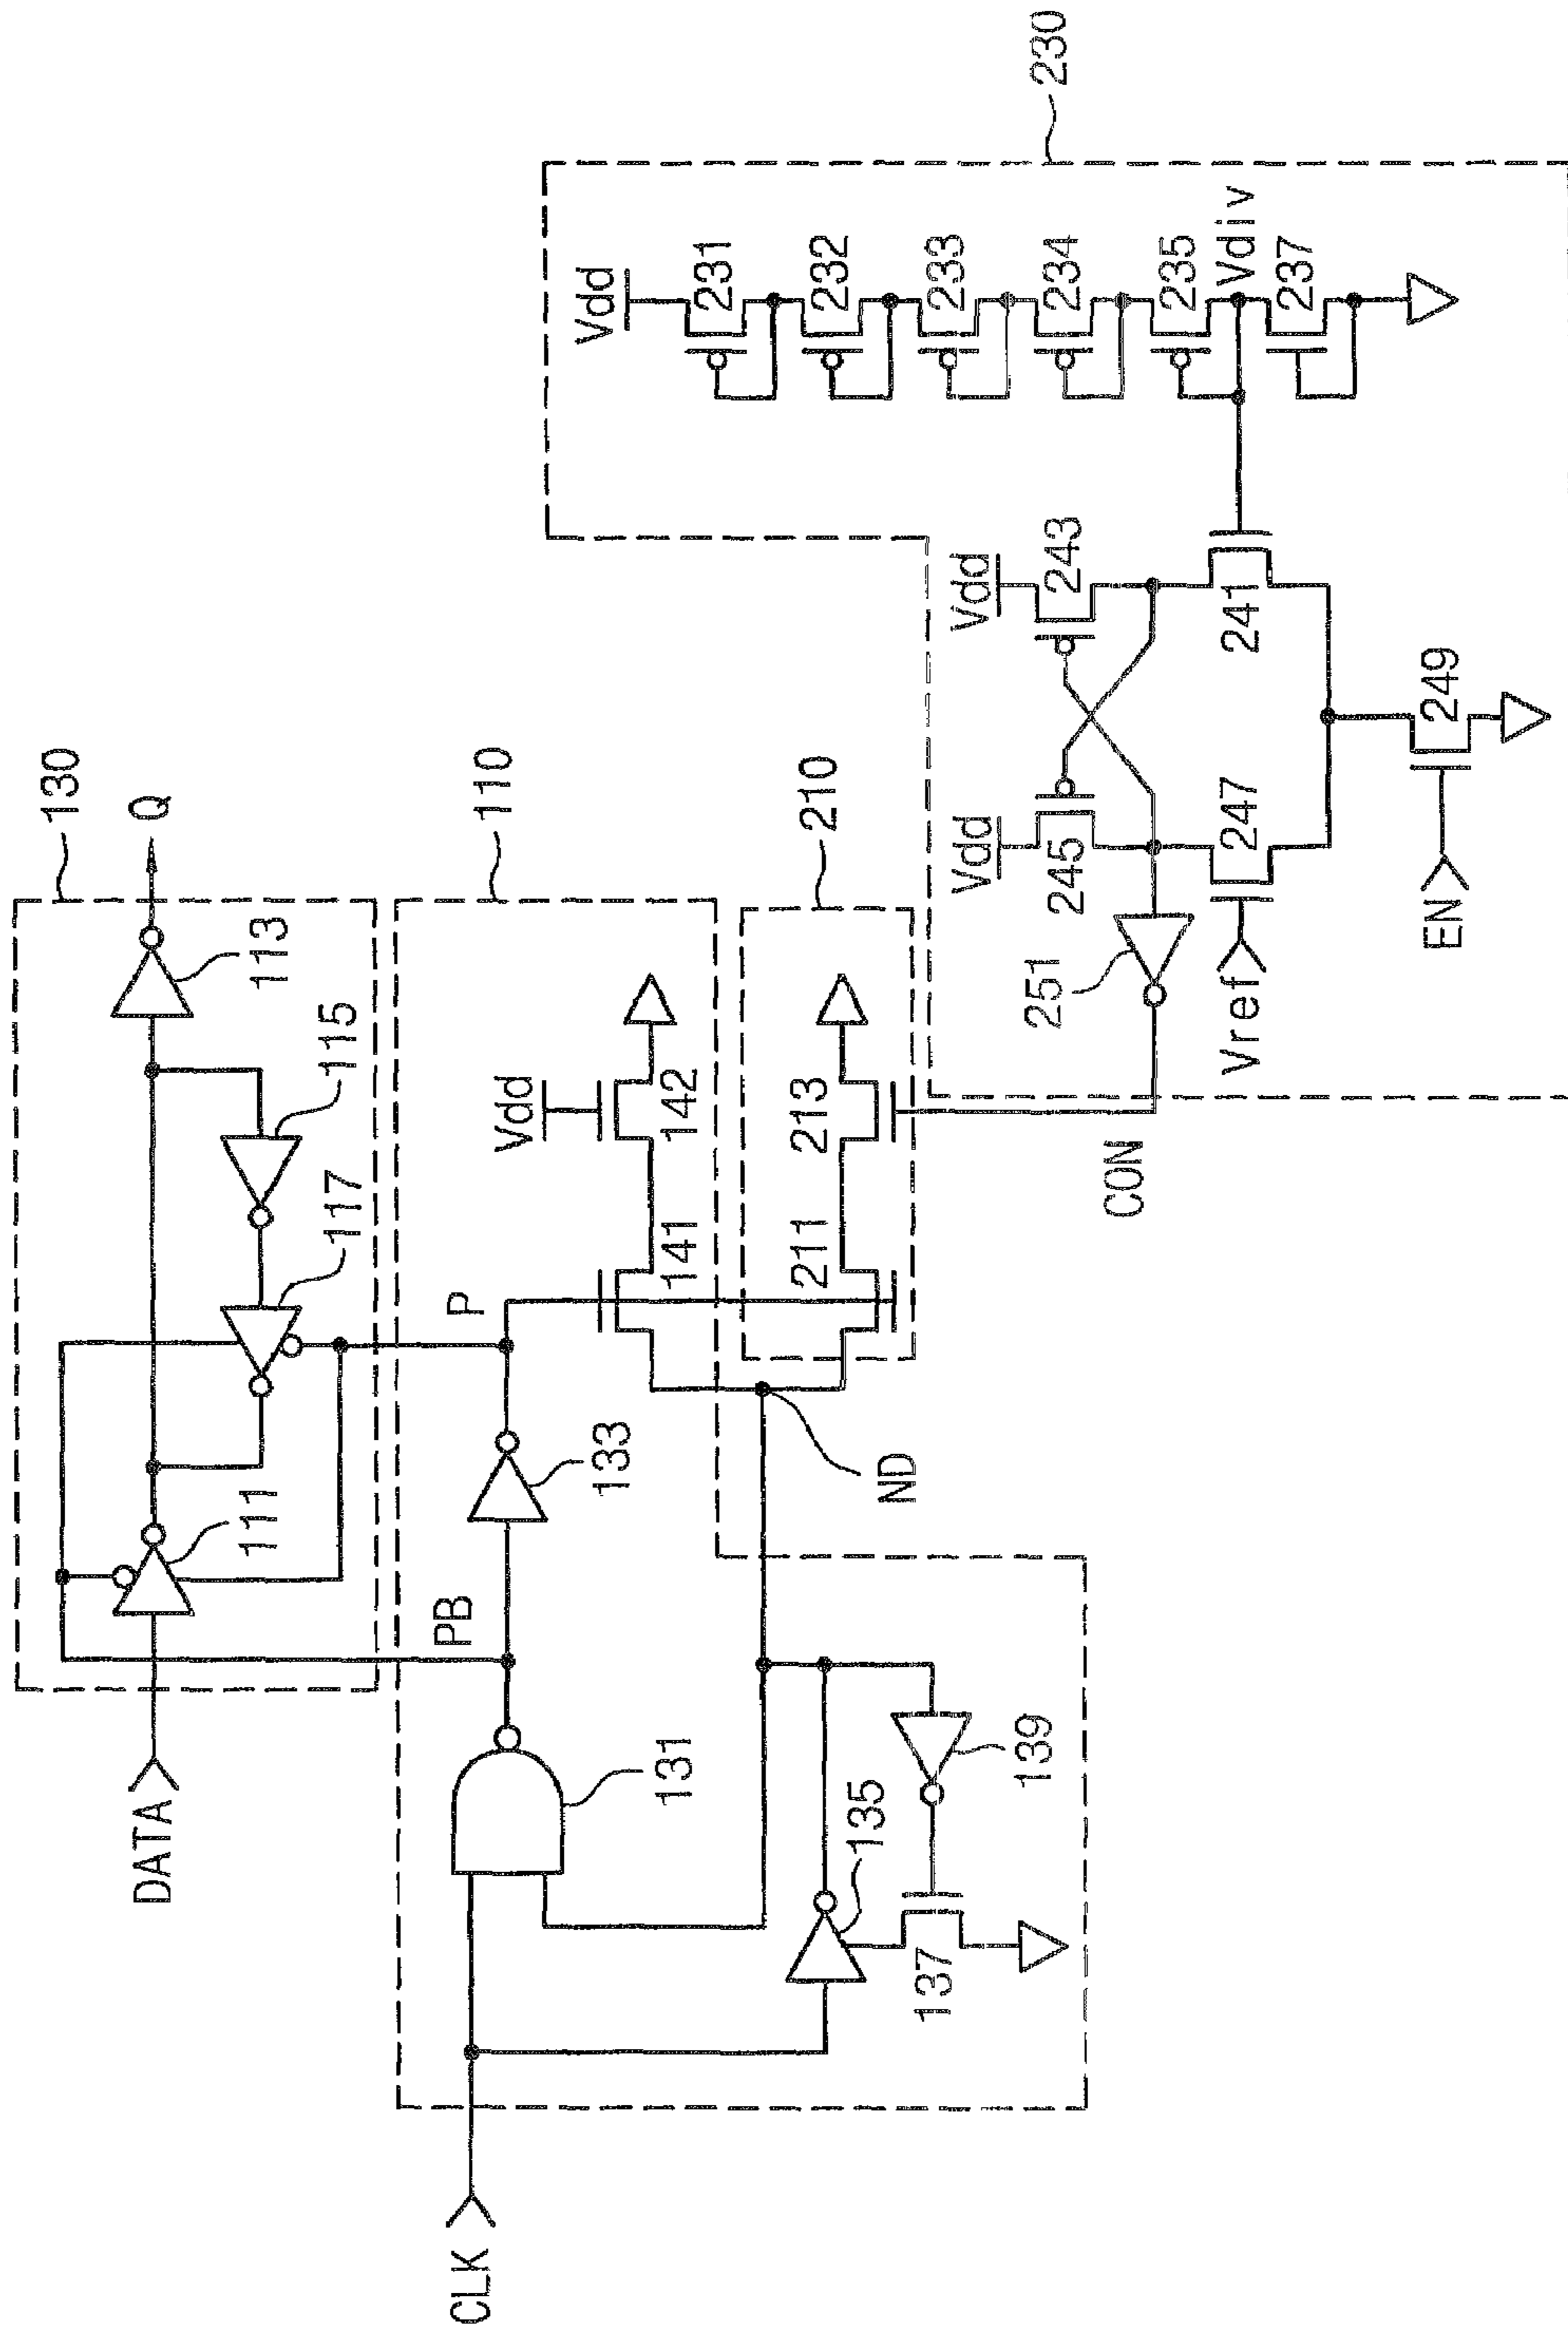 130
DATA
111
117
115
113
Q
110
CLK
131
PB
133
P
141
142
Vdd
135
137
139
ND
210
211
213
CON
230
251
Vref
Vdd
245
247
Vdd
243
241
EN
249
Vdd
231
232
233
234
235
Vdiv
237